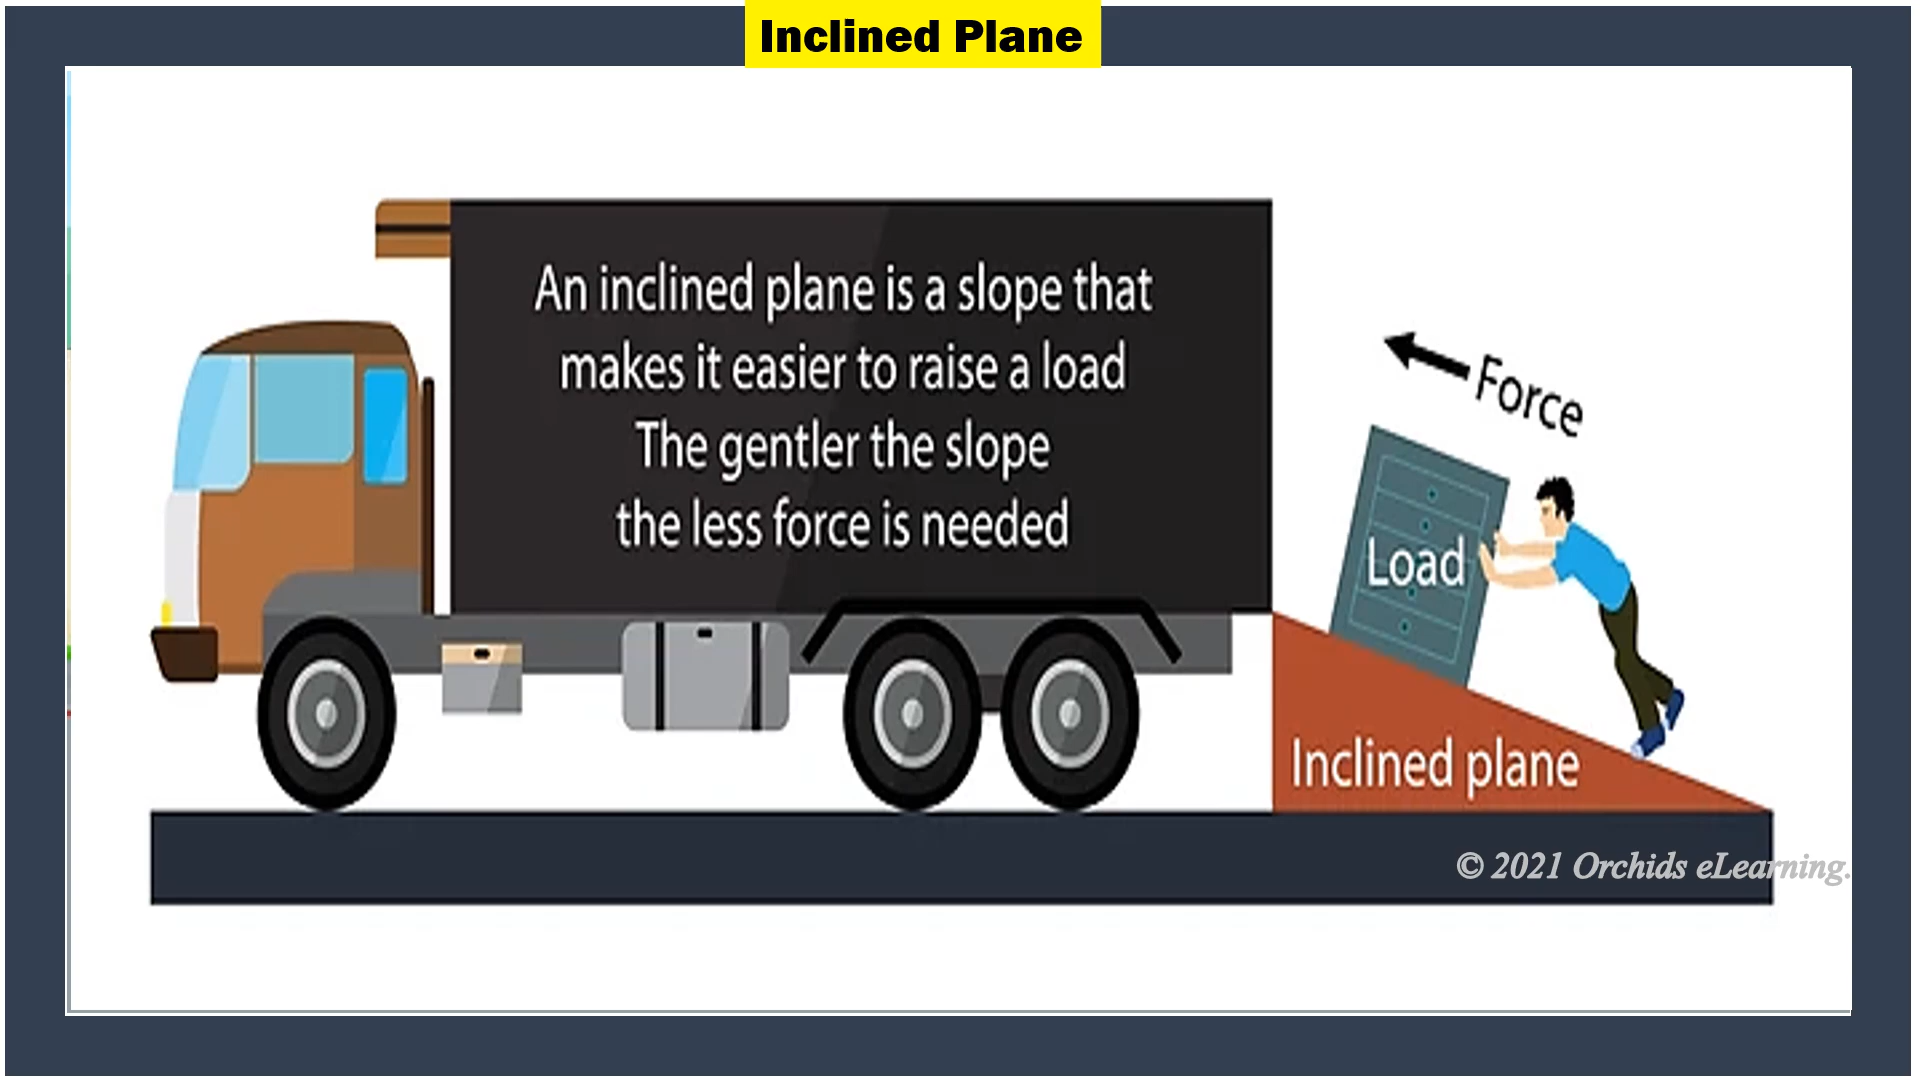 Inclined Plane
An inclined plane is a slope that
makes it easier to raise a load
The gentler the slope
the less force is needed
Force
Load
Inclined plane
© 2021 Orchids eLearning.